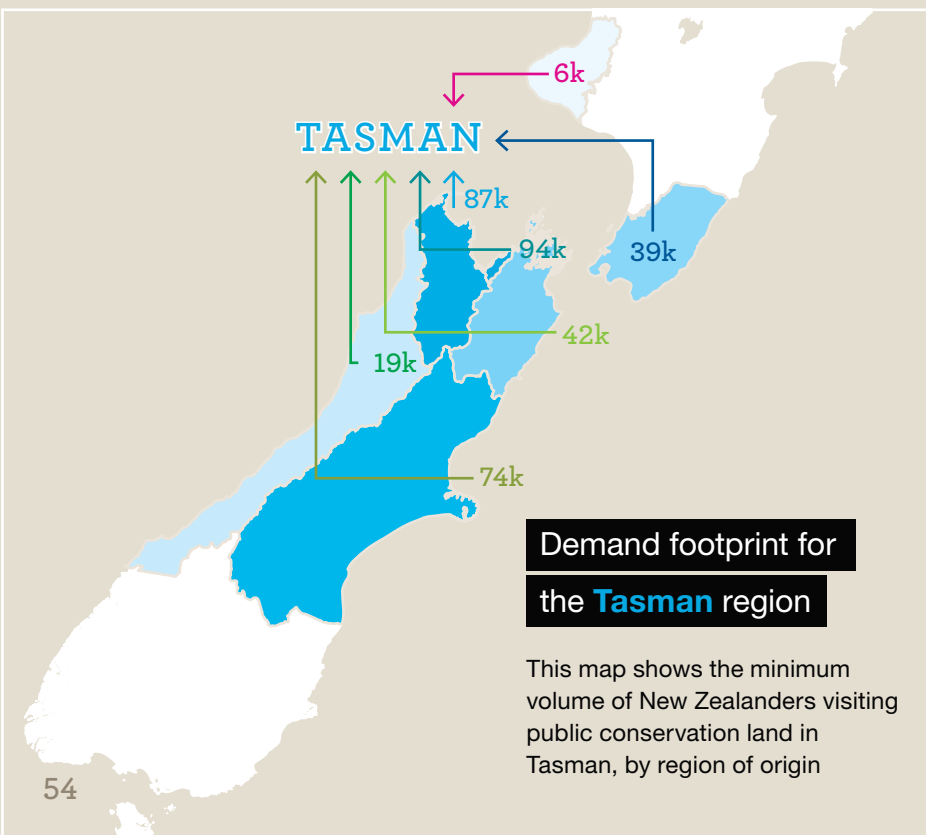 6k
TASMAN
87k
94k
39k
42k
19k
74k
Demand footprint for
the Tasman region
This map shows the minimum
volume of New Zealanders visiting
public conservation land in
Tasman, by region of origin
54